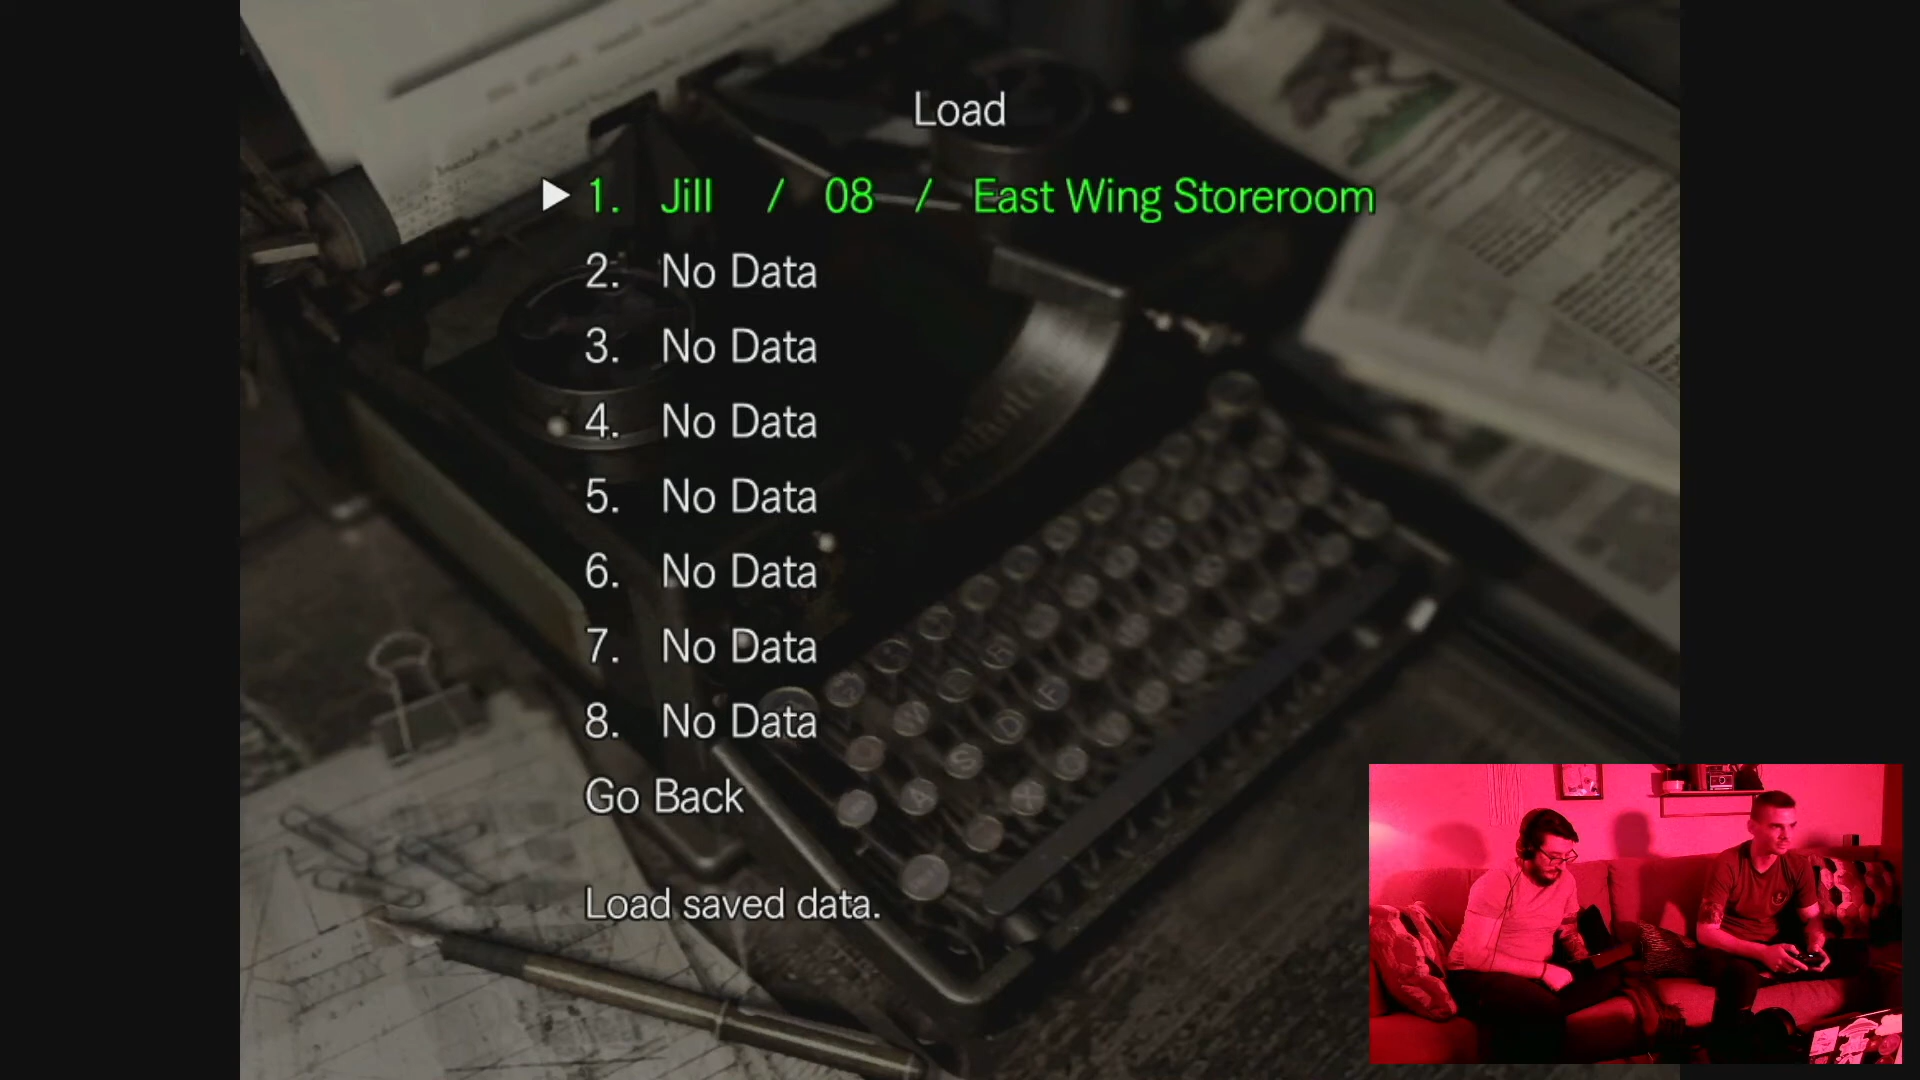 Load
1. Jill / 08 / East Wing Storeroom
2. No Data
3. No Data
4. No Data
5. No Data
6. No Data
7. No Data
8. No Data
Go Back
Load saved data.